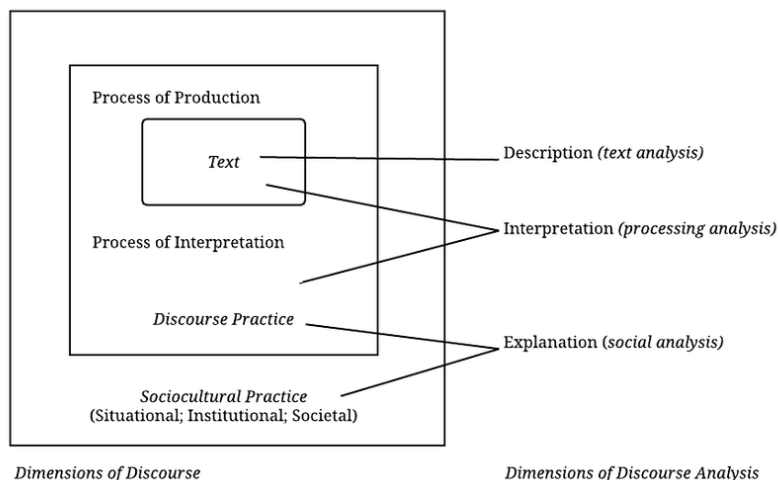 Process of Production
Text
Description (text analysis)
Interpretation (processing analysis)
Process of Interpretation
Discourse Practice
Explanation (social analysis)
Sociocultural Practice
(Situational; Institutional; Societal)
Dimensions of Discourse
Dimensions of Discourse Analysis